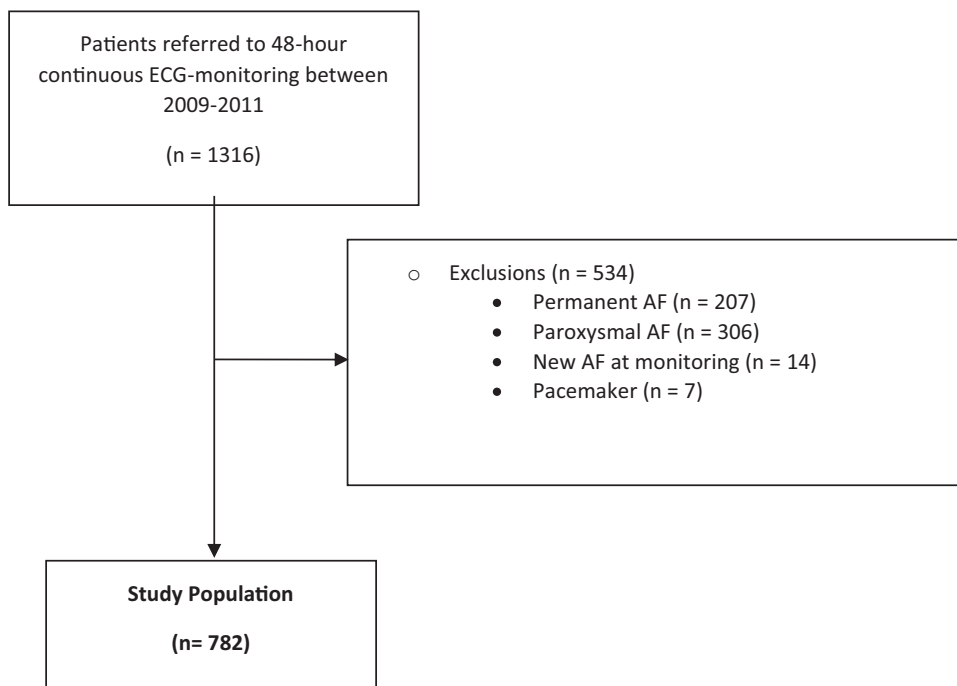 Patients referred to 48-hour
continuous ECG-monitoring between
2009-2011
(n = 1316)
o Exclusions (n = 534)
• Permanent AF (n = 207)
• Paroxysmal AF (n = 306)
• New AF at monitoring (n = 14)
• Pacemaker (n = 7)
Study Population
(n= 782)